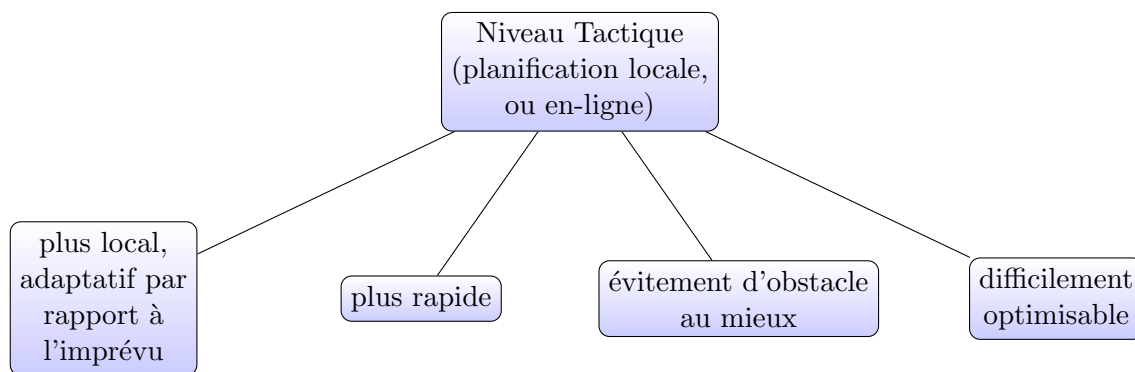 Niveau Tactique
(planification locale,
ou en-ligne)
plus local,
adaptatif par
rapport à
l'imprévu
plus rapide
évitement d'obstacle
au mieux
difficilement
optimisable